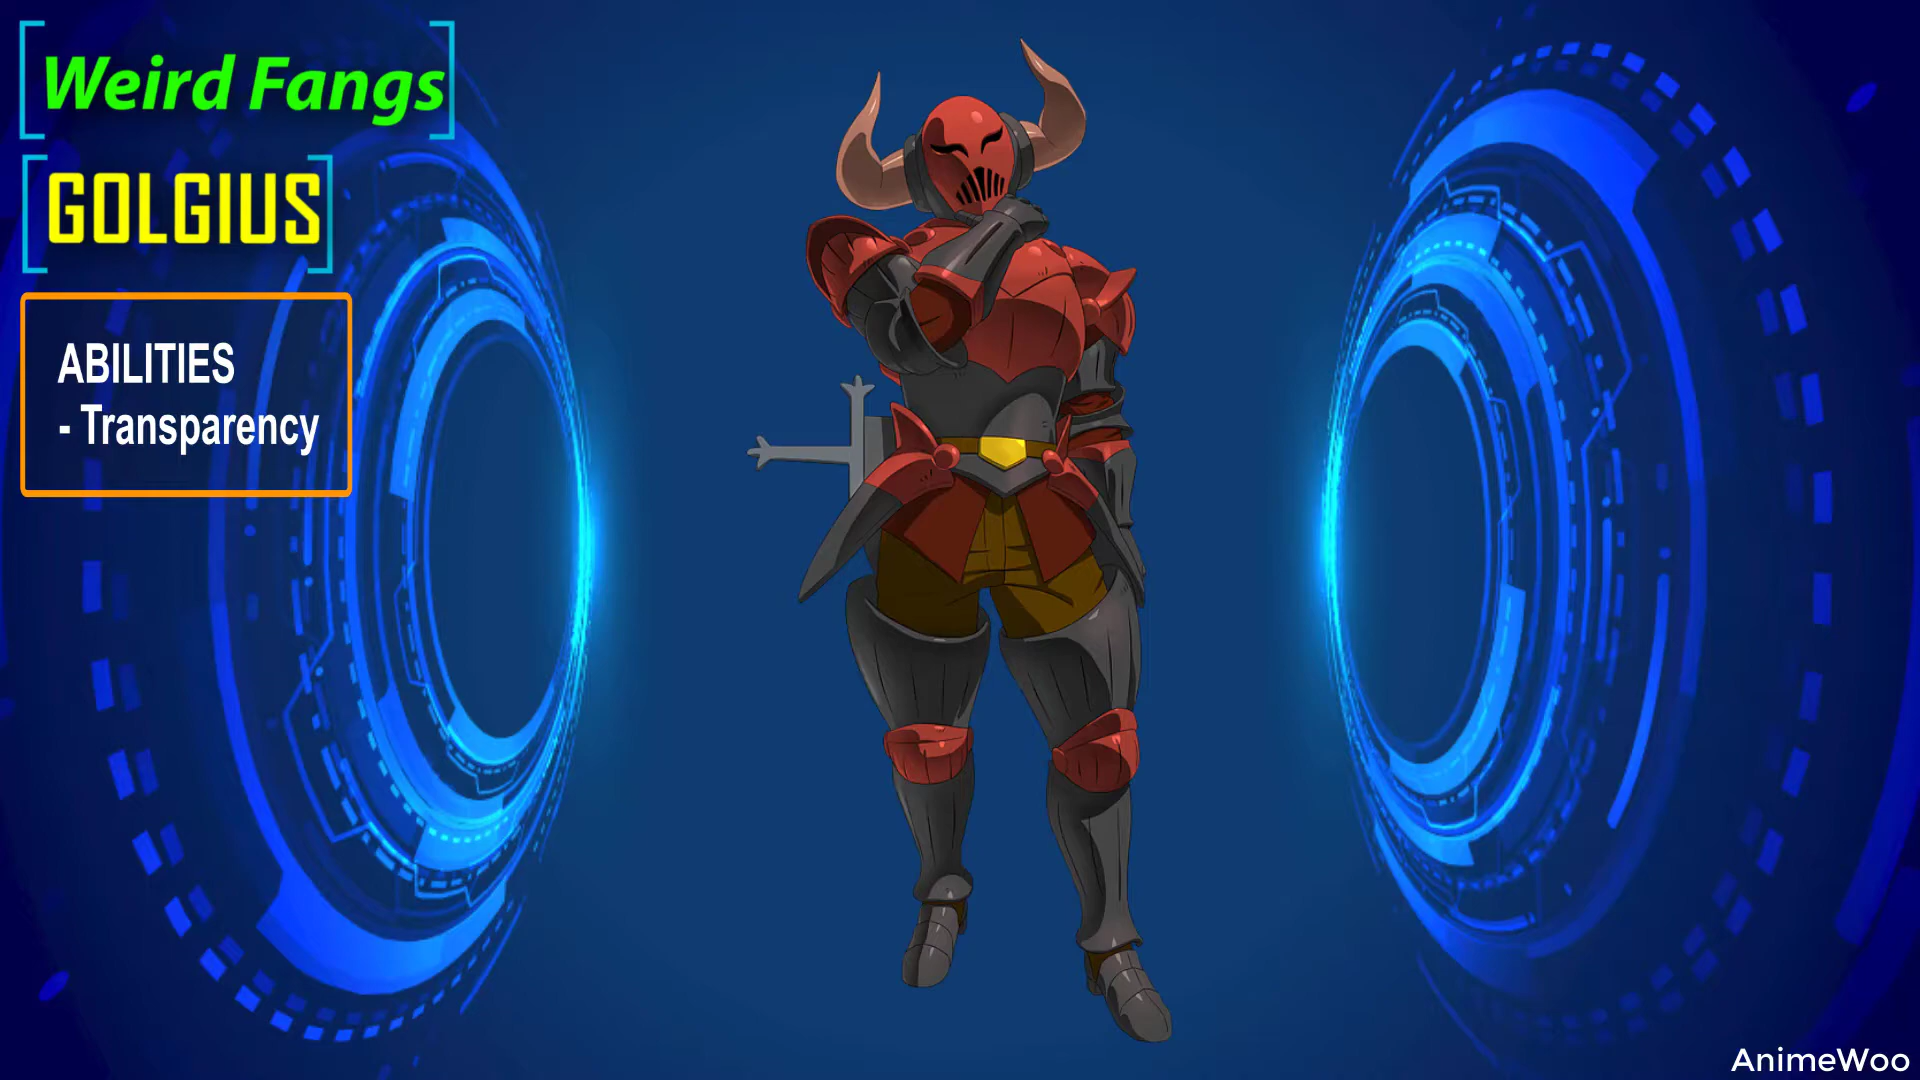 Weird Fangs
GOLGIUS
ABILITIES
- Transparency
AnimeWoo